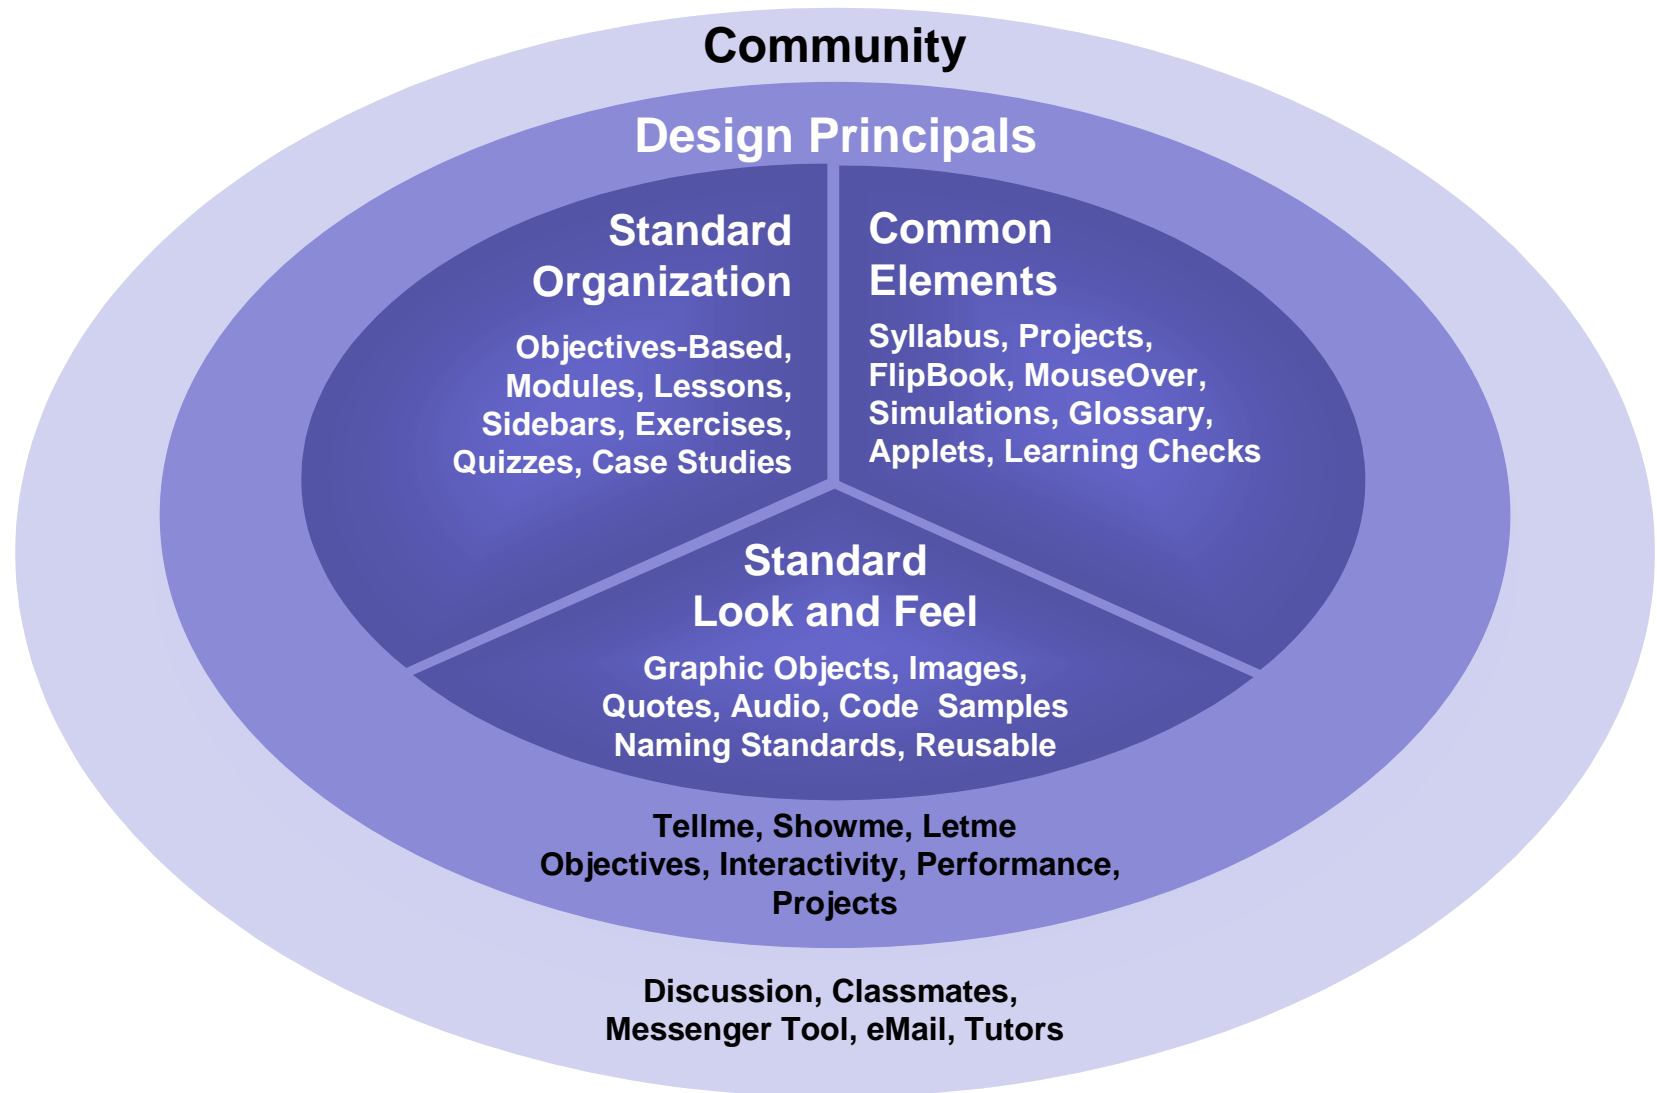 Community
Design Principals
Standard
Organization
Objectives-Based,
Modules, Lessons,
Sidebars, Exercises,
Quizzes, Case Studies
Common
Elements
Syllabus, Projects,
FlipBook, MouseOver,
Simulations, Glossary,
Applets, Learning Checks
Standard
Look and Feel
Graphic Objects, Images,
Quotes, Audio, Code  Samples
Naming Standards, Reusable
Tellme, Showme, Letme
Objectives, Interactivity, Performance,
Projects
Discussion, Classmates,
Messenger Tool, eMail, Tutors